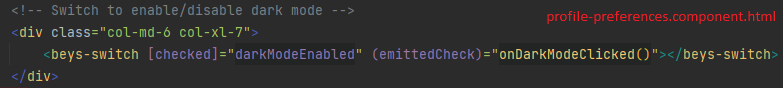 <!-- Switch to enable/disable dark mode -->
profile-preferences.component.html
<div class="col-md-6 col-xl-7">
<beys-switch [checked]="darkModeEnabled" (emittedCheck)="onDarkModeClicked()"></beys-switch>
</div>